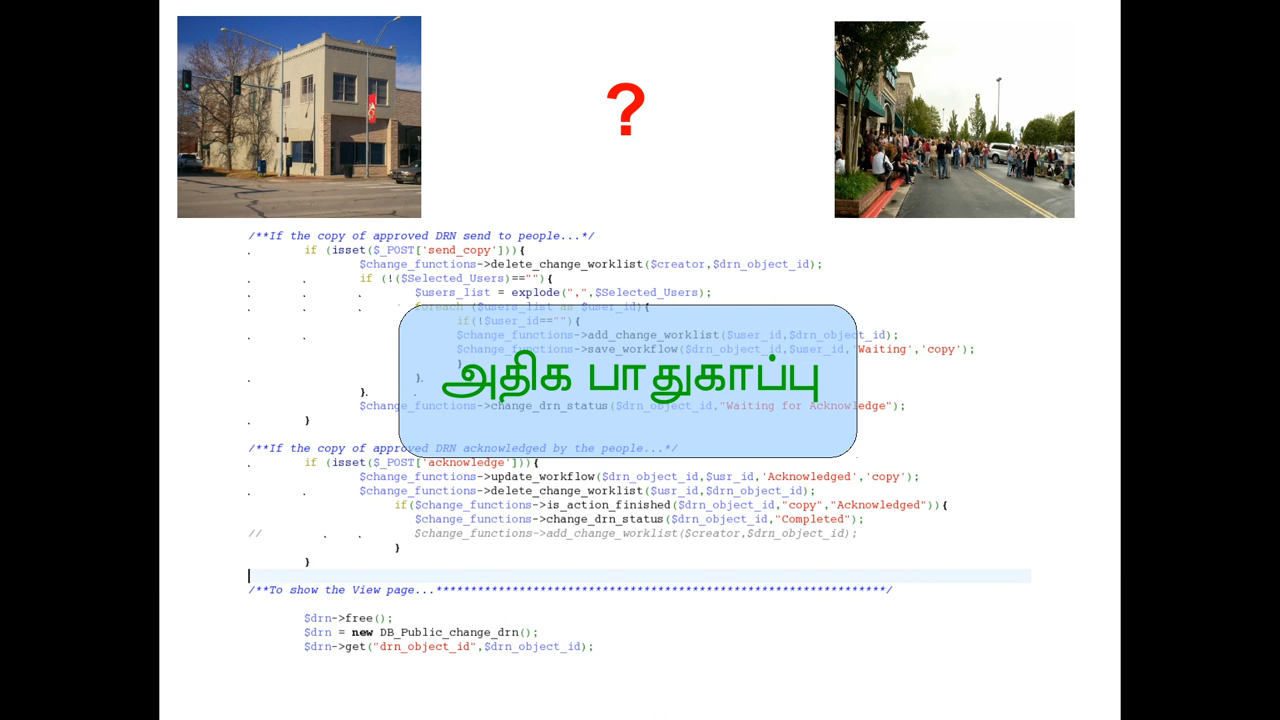 ?
/**If the copy of approved DRN send to people...*/
if (isset($_POST['send_copy'])){
$change_functions->delete_change_worklist($creator,$drn_object_id);
if (!($Selected_Users)==""){
$users_list = explode(",",$Selected_Users);
foreach ($users_list as $user_id){
if(!$user_id==""){
$change_functions->add_change_worklist($user_id,$drn_object_id);
$change_functions->save_workflow($drn_object_id,$user_id,'Waiting','copy');
}
}
}
$change_functions->change_drn_status($drn_object_id,"Waiting for Acknowledge");
}
அதிக பாதுகாப்பு
/**If the copy of approved DRN acknowledged by the people...*/
if (isset($_POST['acknowledge'])){
$change_functions->update_workflow($drn_object_id,$usr_id,'Acknowledged','copy');
$change_functions->delete_change_worklist($usr_id,$drn_object_id);
if($change_functions->is_action_finished($drn_object_id,"copy","Acknowledged")){
$change_functions->change_drn_status($drn_object_id,"Completed");
// $change_functions->add_change_worklist($creator,$drn_object_id);
}
}
/**To show the View page...*****************************************************************/
$drn->free();
$drn = new DB_Public_change_drn();
$drn->get("drn_object_id",$drn_object_id);